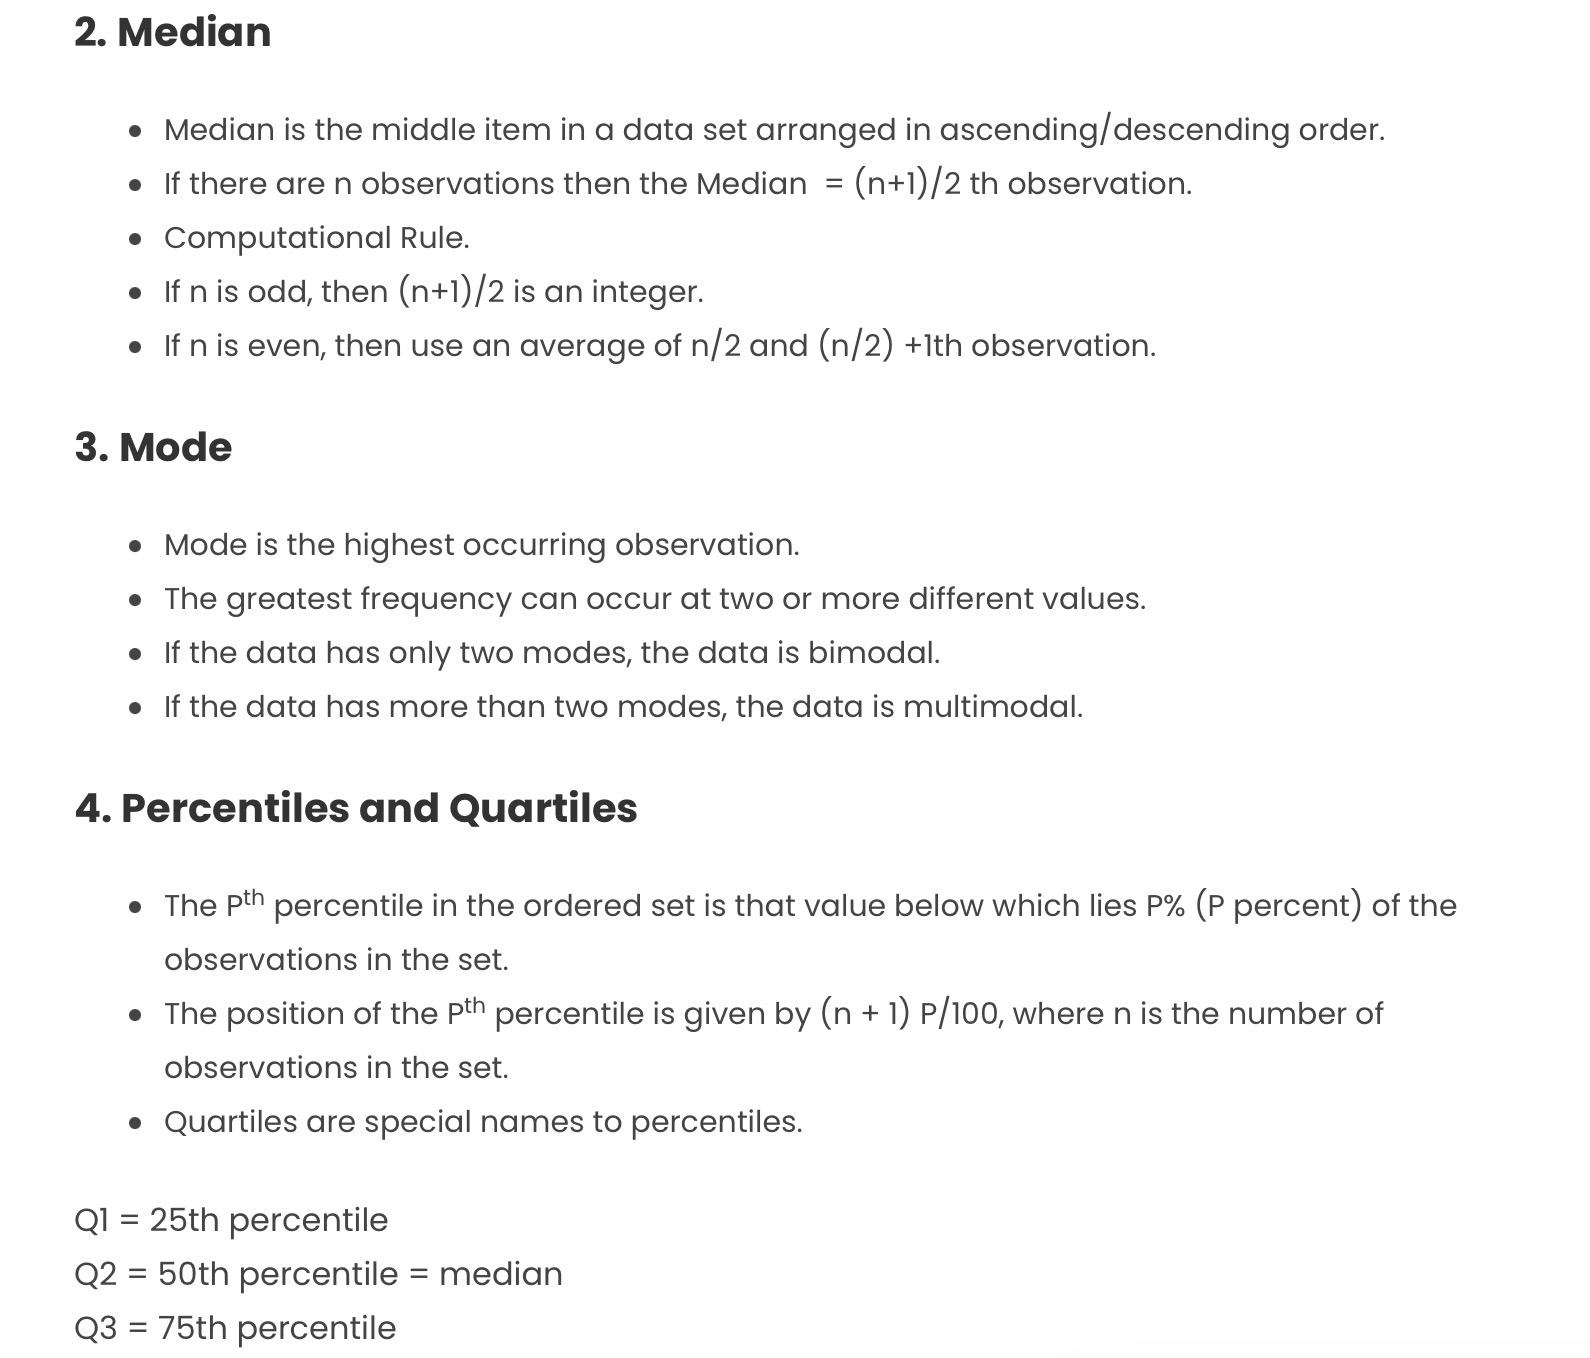 2. Median
• Median is the middle item in a data set arranged in ascending/descending order.
• If there are n observations then the Median  = (n+1)/2 th observation.
• Computational Rule.
• If n is odd, then (n+1)/2 is an integer.
• If n is even, then use an average of n/2 and (n/2) +1th observation.
3. Mode
• Mode is the highest occurring observation.
• The greatest frequency can occur at two or more different values.
• If the data has only two modes, the data is bimodal.
• If the data has more than two modes, the data is multimodal.
4. Percentiles and Quartiles
• The Pth percentile in the ordered set is that value below which lies P% (P percent) of the
observations in the set.
• The position of the Pth percentile is given by (n + 1) P/100, where n is the number of
observations in the set.
• Quartiles are special names to percentiles.
Q1 = 25th percentile
Q2 = 50th percentile = median
Q3 = 75th percentile